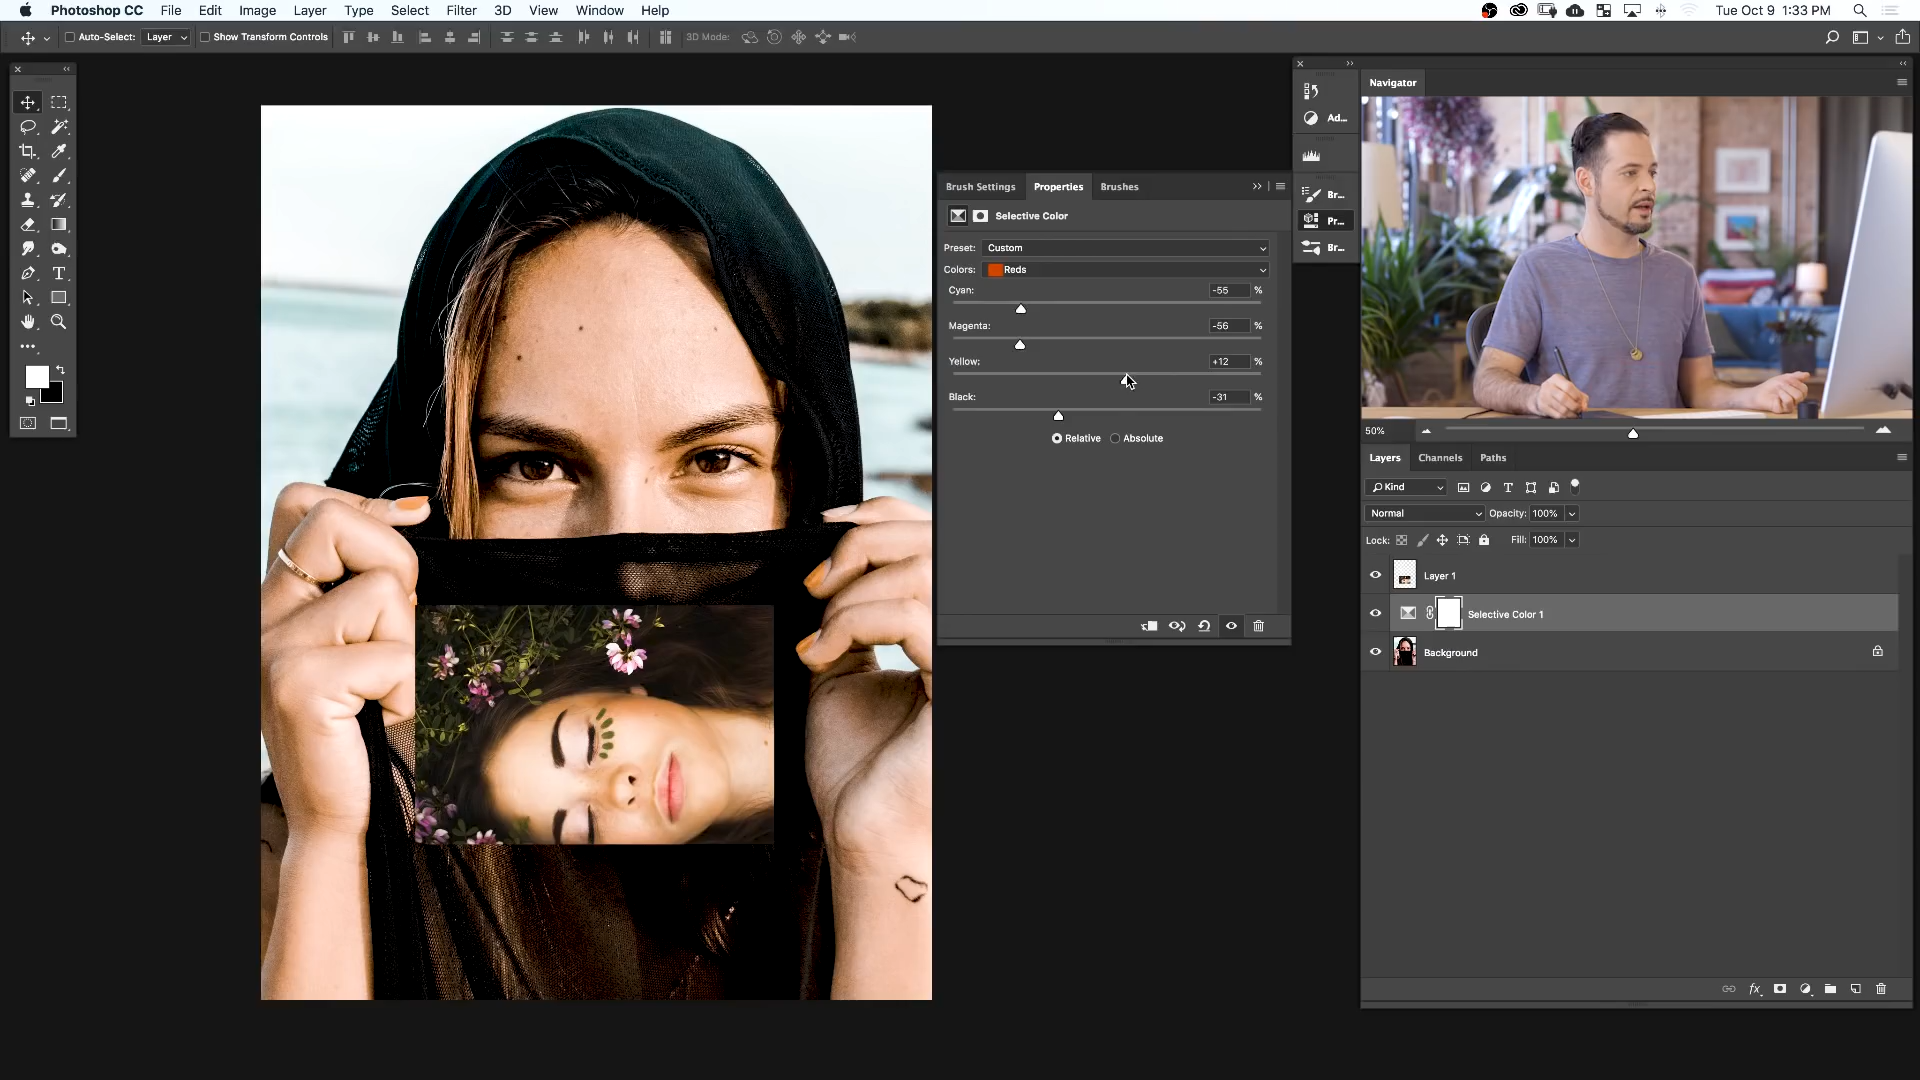 Photoshop CC File Edit Image Layer Type Select Filter 3D View Window Help Tue Oct 9 1:33 PM
Auto-Select: Layer Show Transform Controls 3D Mode:
Navigator
Ad...
Br...
Pr...
Br...
Brush Settings Properties Brushes
Selective Color
Preset: Custom
Colors: Reds
Cyan: -55 %
Magenta: -56 %
Yellow: +12 %
Black: -31 %
Relative Absolute
50%
Layers Channels Paths
Kind
Normal Opacity: 100%
Lock: Fill: 100%
Layer 1
Selective Color 1
Background